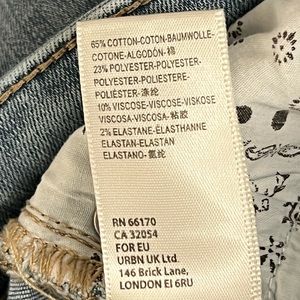 65% COTTON-COTON-BAUMWOLLE-
COTONE-ALGODÓN-棉
23% POLYESTER-POLYESTER-
POLYESTER-POLIESTERE-
POLIÉSTER-涤纶
10% VISCOSE-VISCOSE-VISKOSE
VISCOSA-VISCOSA-粘胶
2% ELASTANE-ÉLASTHANNE
ELASTAN-ELASTAN
ELASTANO-氨纶
RN 66170
CA 32054
FOR EU
URBN UK Ltd.
146 Brick Lane,
LONDON EI 6RU